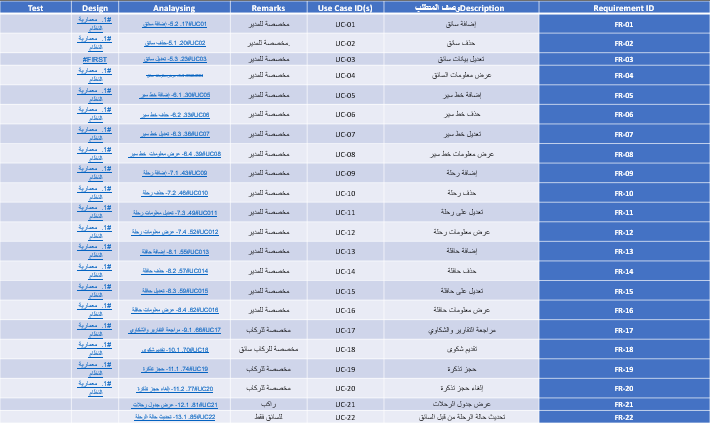 Test Design Analaysing Remarks Use Case ID(s) وصف المتطلبDescription Requirement ID
#1. معمارية النظام 5.2- إضافة سائق .17#UC01 مخصصة للمدير UC-01 إضافة سائق FR-01
#1. معمارية النظام 5.1- حذف سائق .20#UC02 مخصصة للمدير UC-02 حذف سائق FR-02
#FIRST 5.3- تعديل سائق .23#UC03 مخصصة للمدير UC-03 تعديل بيانات سائق FR-03
#1. معمارية النظام مخصصة للمدير UC-04 عرض معلومات السائق FR-04
#1. معمارية النظام 6.1- إضافة خط سير .30#UC05 مخصصة للمدير UC-05 إضافة خط سير FR-05
#1. معمارية النظام 6.2- حذف خط سير .33#UC06 مخصصة للمدير UC-06 حذف خط سير FR-06
#1. معمارية النظام 6.3- تعديل خط سير .36#UC07 مخصصة للمدير UC-07 تعديل خط سير FR-07
#1. معمارية النظام 6.4- عرض معلومات خط سير .39#UC08 مخصصة للمدير UC-08 عرض معلومات خط سير FR-08
#1. معمارية النظام 7.1- إضافة رحلة .43#UC09 مخصصة للمدير UC-09 إضافة رحلة FR-09
#1. معمارية النظام 7.2- حذف رحلة .46#UC010 مخصصة للمدير UC-10 حذف رحلة FR-10
#1. معمارية النظام 7.3- تعديل معلومات رحلة .49#UC011 مخصصة للمدير UC-11 تعديل على رحلة FR-11
#1. معمارية النظام 7.4- عرض معلومات رحلة .52#UC012 مخصصة للمدير UC-12 عرض معلومات رحلة FR-12
#1. معمارية النظام 8.1- إضافة حافلة .55#UC013 مخصصة للمدير UC-13 إضافة حافلة FR-13
#1. معمارية النظام 8.2- حذف حافلة .57#UC014 مخصصة للمدير UC-14 حذف حافلة FR-14
#1. معمارية النظام 8.3- تعديل حافلة .59#UC015 مخصصة للمدير UC-15 تعديل على حافلة FR-15
#1. معمارية النظام 8.4- عرض معلومات حافلة .62#UC016 مخصصة للمدير UC-16 عرض معلومات حافلة FR-16
#1. معمارية النظام 9.1- مراجعة التقارير والشكاوي .66#UC17 مخصصة للركاب UC-17 مراجعة التقارير والشكاوي FR-17
#1. معمارية النظام 10.1- تقديم شكوى .70#UC18 مخصصة للركاب سائق UC-18 تقديم شكوى FR-18
#1. معمارية النظام 11.1- حجز تذكرة .74#UC19 مخصصة للركاب UC-19 حجز تذكرة FR-19
#1. معمارية النظام 11.2- إلغاء حجز تذكرة .77#UC20 مخصصة للركاب UC-20 إلغاء حجز تذكرة FR-20
12.1- عرض جدول رحلات .81#UC21 راكب UC-21 عرض جدول الرحلات FR-21
13.1- تحديث حالة الرحلة .85#UC22 للسائق فقط UC-22 تحديث حالة الرحلة من قبل السائق FR-22